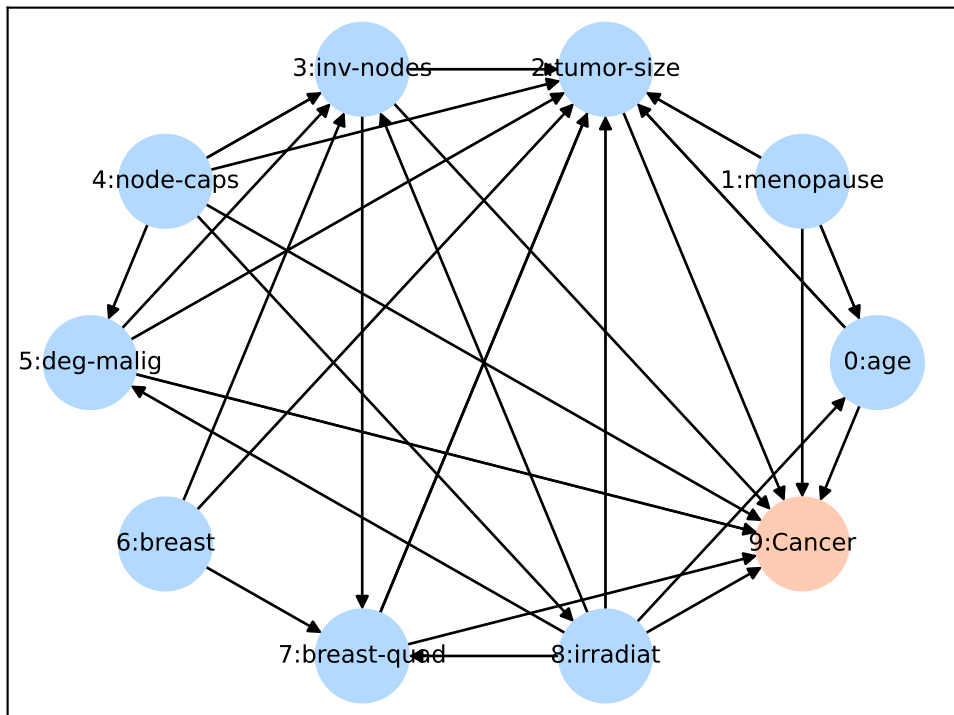 3:inv-nodes
2:tumor-size
4:node-caps
1:menopause
5:deg-malig
0:age
6:breast
9:Cancer
7:breast-quad
8:irradiat